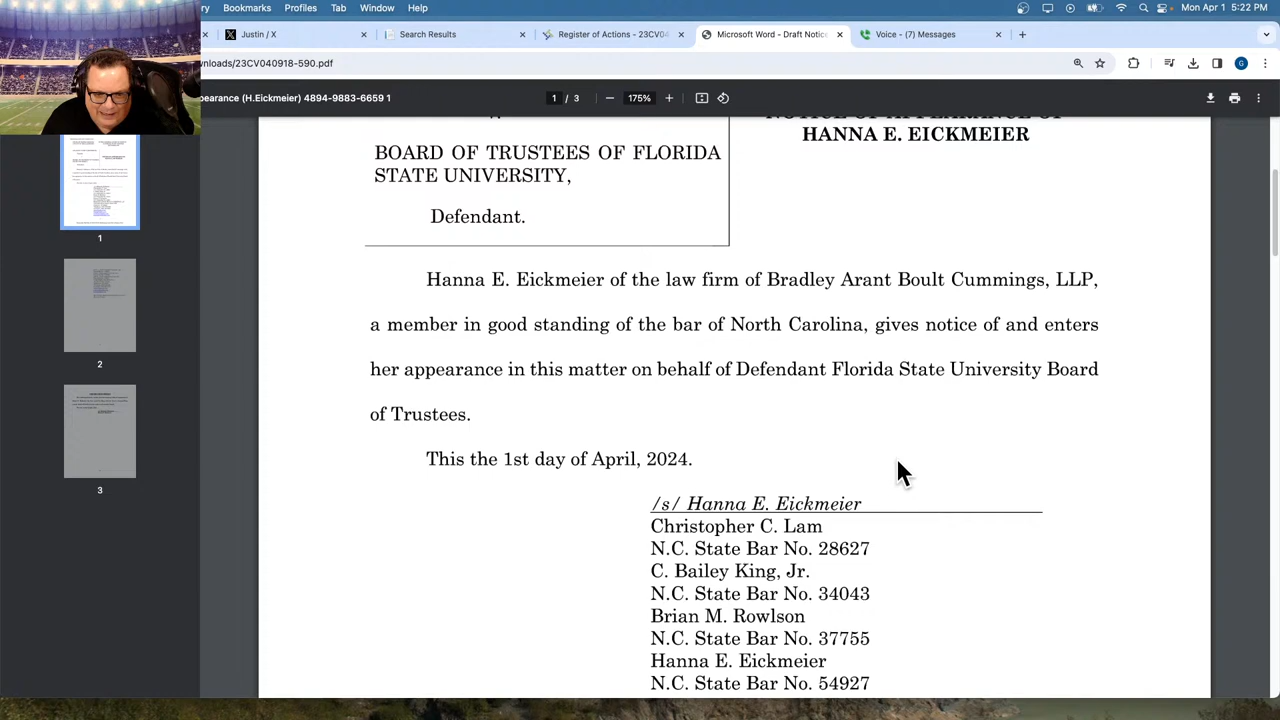 ry Bookmarks Profiles Tab Window Help Mon Apr 1 5:22 PM
Justin / X Search Results Register of Actions - 23CV04 Microsoft Word - Draft Notic Voice - (7) Messages
wnloads/23CV040918-590.pdf G
pearance (H.Eickmeier) 4894-9883-6659 1 1 / 3 175%
HANNA E. EICKMEIER
BOARD OF TRUSTEES OF FLORIDA
STATE UNIVERSITY,
Defendant.
Hanna E. Eickmeier of the law firm of Bradley Arant Boult Cummings, LLP,
a member in good standing of the bar of North Carolina, gives notice of and enters
her appearance in this matter on behalf of Defendant Florida State University Board
of Trustees.
This the 1st day of April, 2024.
/s/ Hanna E. Eickmeier
Christopher C. Lam
N.C. State Bar No. 28627
C. Bailey King, Jr.
N.C. State Bar No. 34043
Brian M. Rowlson
N.C. State Bar No. 37755
Hanna E. Eickmeier
N.C. State Bar No. 54927
1
2
3